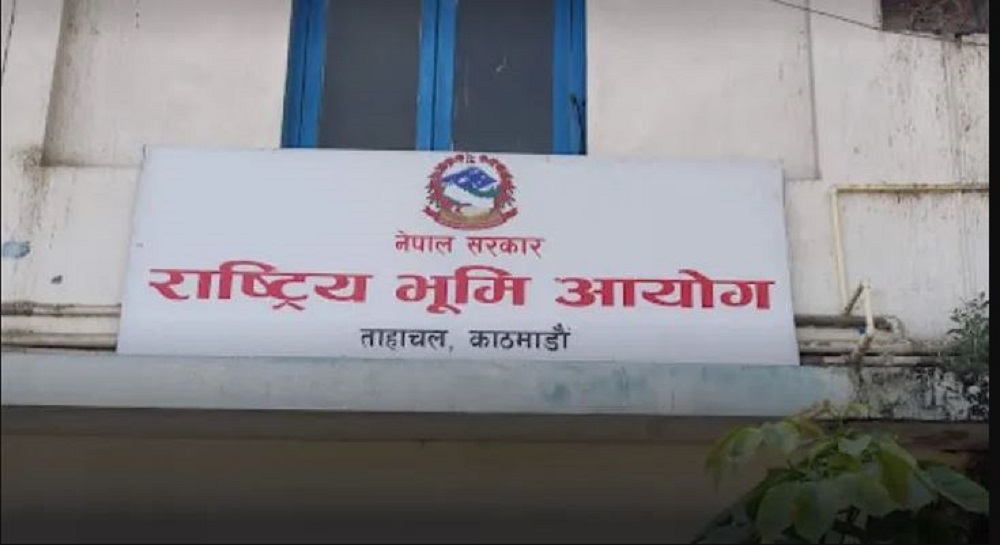 नेपाल सरकार
राष्ट्रिय भूमि आयोग
ताहाचल, काठमाडौं